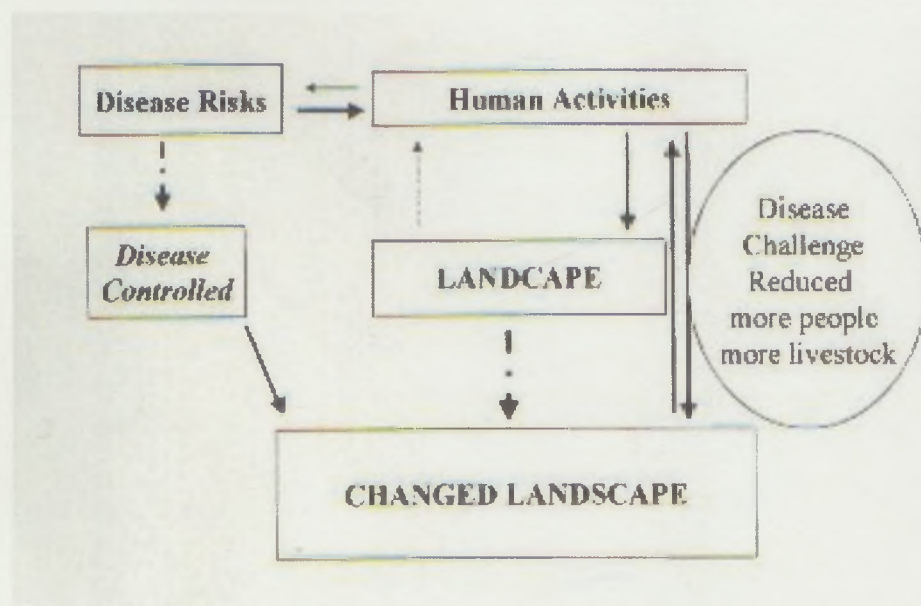 Disease Risks
Human Activities
Disease
Controlled
LANDCAPE
Disease
Challenge
Reduced
more people
more livestock
CHANGED LANDSCAPE